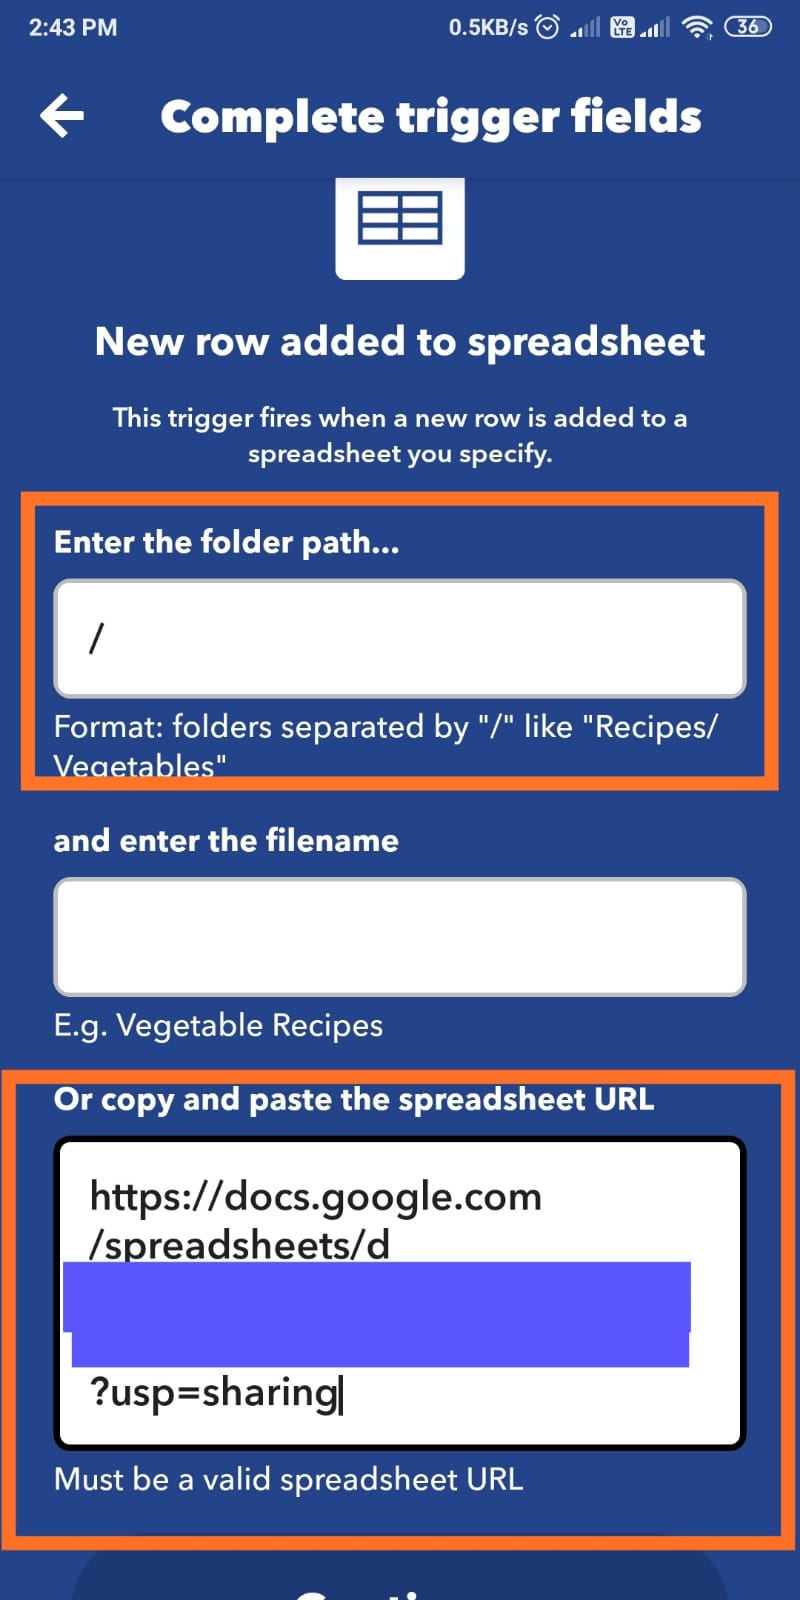 2:43 PM
0.5KB/s
Vo
LTE
36
Complete trigger fields
New row added to spreadsheet
This trigger fires when a new row is added to a
spreadsheet you specify.
Enter the folder path...
/
Format: folders separated by "/" like "Recipes/
Vegetables"
and enter the filename
E.g. Vegetable Recipes
Or copy and paste the spreadsheet URL
https://docs.google.com
/spreadsheets/d
?usp=sharing
Must be a valid spreadsheet URL